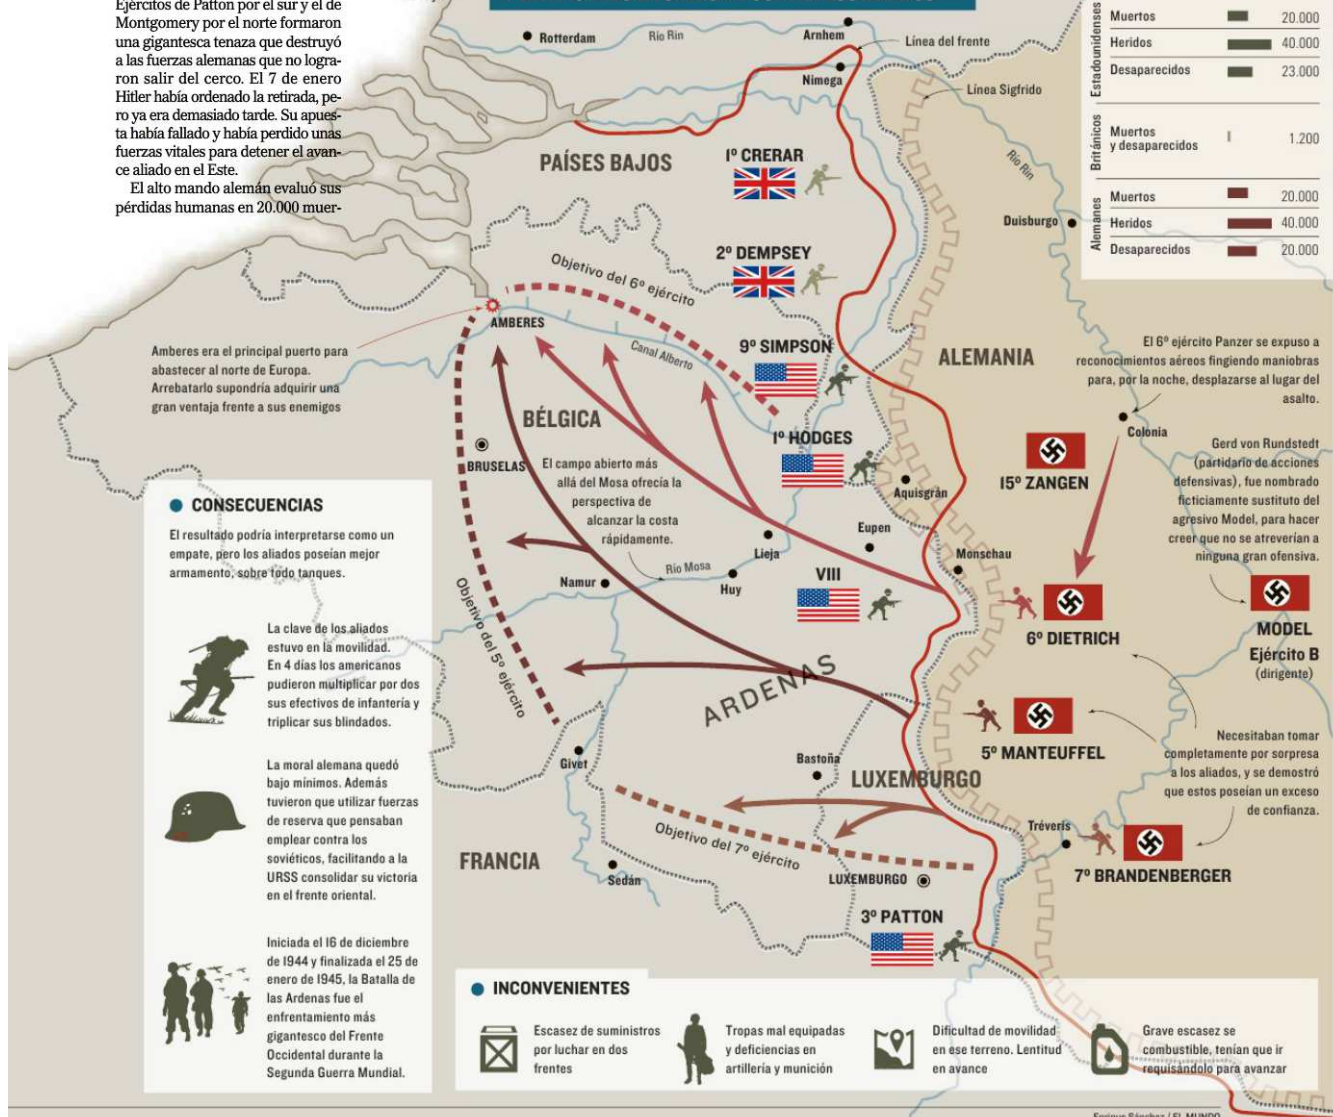 Ejércitos de Patton por el sur y el de
Montgomery por el norte formaron
una gigantesca tenaza que destruyó
a las fuerzas alemanas que no logra-
ron salir del cerco. El 7 de enero
Hitler había ordenado la retirada, pe-
ro ya era demasiado tarde. Su apues-
ta había fallado y había perdido unas
fuerzas vitales para detener el avan-
ce aliado en el Este.
El alto mando alemán evaluó sus
pérdidas humanas en 20.000 muer-
Rotterdam
Río Rin
Arnhem
Línea del frente
Nimega
Línea Sigfrido
Río Rin
Duisburgo
Estadounidenses
Muertos 20.000
Heridos 40.000
Desaparecidos 23.000
Británicos
Muertos
y desaparecidos 1.200
Alemanes
Muertos 20.000
Heridos 40.000
Desaparecidos 20.000
PAÍSES BAJOS
1º CRERAR
2º DEMPSEY
Objetivo del 6º ejército
AMBERES
Canal Alberto
9º SIMPSON
ALEMANIA
Amberes era el principal puerto para
abastecer al norte de Europa.
Arrebatarlo supondría adquirir una
gran ventaja frente a sus enemigos
El 6º ejército Panzer se expuso a
reconocimientos aéreos fingiendo maniobras
para, por la noche, desplazarse al lugar del
asalto.
Colonia
BÉLGICA
1º HODGES
BRUSELAS
El campo abierto más
allá del Mosa ofrecía la
perspectiva de
alcanzar la costa
rápidamente.
Aquisgrán
15º ZANGEN
Gerd von Rundstedt
(partidario de acciones
defensivas), fue nombrado
ficticiamente sustituto del
agresivo Model, para hacer
creer que no se atreverían a
ninguna gran ofensiva.
Eupen
Lieja
Monschau
Río Mosa
Namur
Huy
VIII
6º DIETRICH
MODEL
Ejército B
(dirigente)
Objetivo del 5º ejército
ARDENAS
5º MANTEUFFEL
Necesitaban tomar
completamente por sorpresa
a los aliados, y se demostró
que estos poseían un exceso
de confianza.
Givet
Bastoña
LUXEMBURGO
Tréveris
Objetivo del 7º ejército
FRANCIA
Sedán
LUXEMBURGO
7º BRANDENBERGER
3º PATTON
CONSECUENCIAS
El resultado podría interpretarse como un
empate, pero los aliados poseían mejor
armamento, sobre todo tanques.
La clave de los aliados
estuvo en la movilidad.
En 4 días los americanos
pudieron multiplicar por dos
sus efectivos de infantería y
triplicar sus blindados.
La moral alemana quedó
bajo mínimos. Además
tuvieron que utilizar fuerzas
de reserva que pensaban
emplear contra los
soviéticos, facilitando a la
URSS consolidar su victoria
en el frente oriental.
Iniciada el 16 de diciembre
de 1944 y finalizada el 25 de
enero de 1945, la Batalla de
las Ardenas fue el
enfrentamiento más
gigantesco del Frente
Occidental durante la
Segunda Guerra Mundial.
INCONVENIENTES
Escasez de suministros
por luchar en dos
frentes
Tropas mal equipadas
y deficiencias en
artillería y munición
Dificultad de movilidad
en ese terreno. Lentitud
en avance
Grave escasez se
combustible, tenían que ir
requisándolo para avanzar
Enrique Sánchez / EL MUNDO